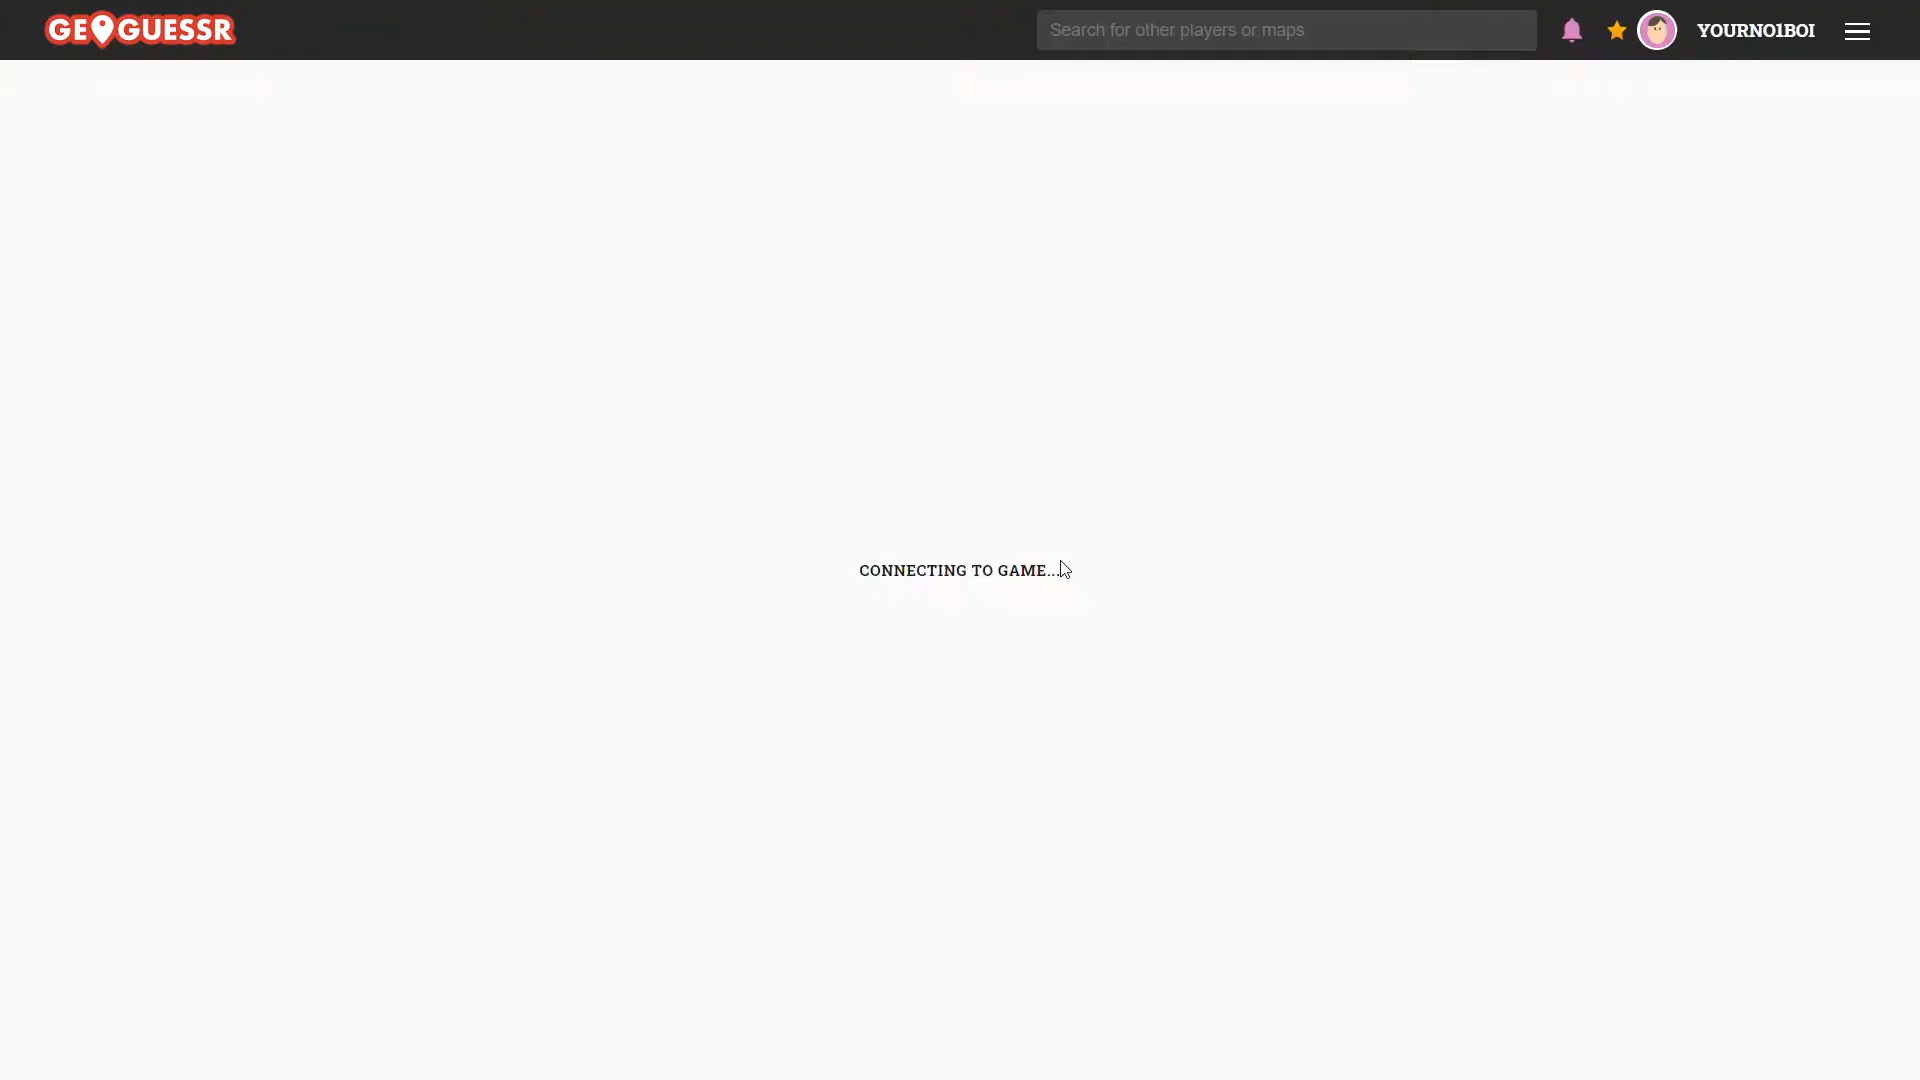 GEOGUESSR
Search for other players or maps
YOURNO1BOI
CONNECTING TO GAME...